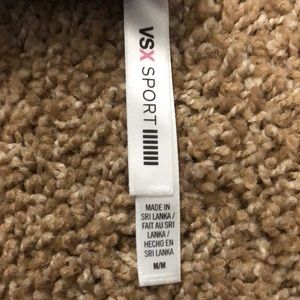 VSX SPORT
MADE IN
SRI LANKA /
FAIT AU SRI
LANKA /
HECHO EN
SRI LANKA
M/M